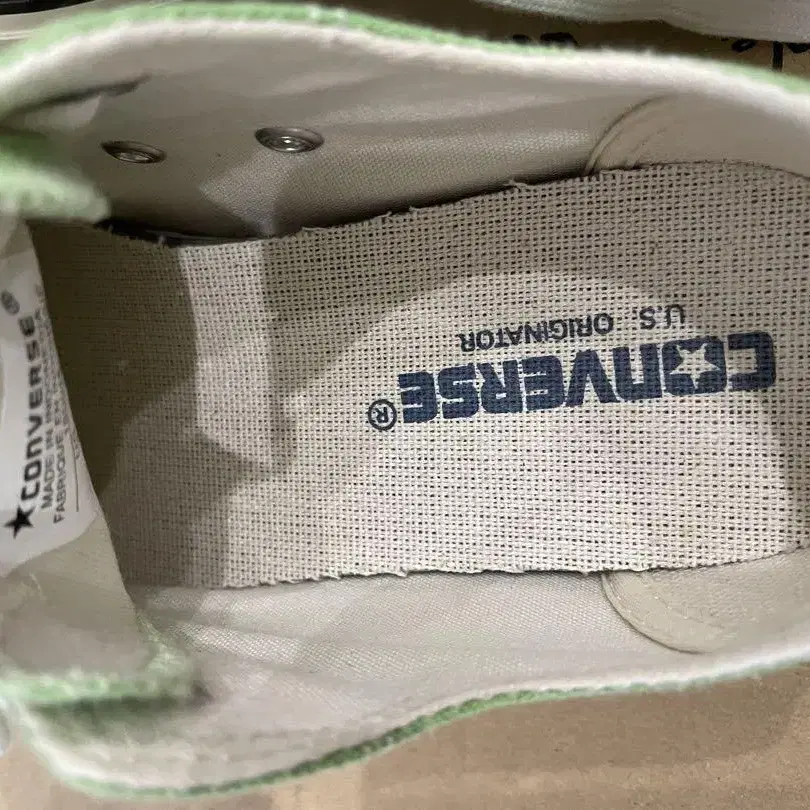 U.S. ORIGINATOR
CONVERSE®
★CONVERSE®
MADE IN
FABRIQUE